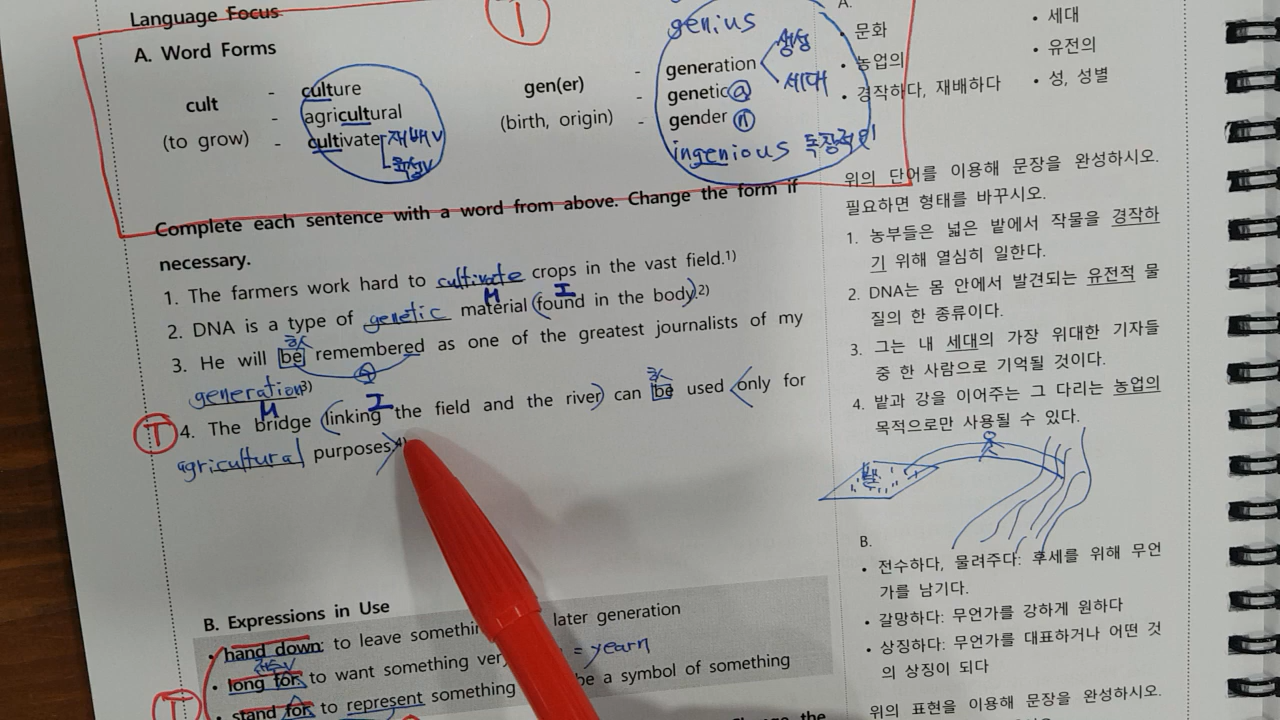 Language Focus
A. Word Forms
cult
(to grow)
- culture
- agricultural
- cultivate 재배V
육성V
gen(er)
(birth, origin)
genius
- generation 생성
세대
- genetic ⓐ
- gender ⓝ
ingenious 독창적인
Complete each sentence with a word from above. Change the form if
necessary.
1. The farmers work hard to cultivate crops in the vast field.1)
M I
2. DNA is a type of genetic material (found in the body).2)
3. He will be remembered as one of the greatest journalists of my
generation3)
M I
T 4. The bridge (linking the field and the river) can be used <only for
agricultural purposes>4)
B. Expressions in Use
• hand down: to leave later generation
전수V
• long for: to want something = yearn
• stand for: to represent something be a symbol of something
T
A.
• 문화
• 농업의
• 경작하다, 재배하다
• 세대
• 유전의
• 성, 성별
위의 단어를 이용해 문장을 완성하시오.
필요하면 형태를 바꾸시오.
1. 농부들은 넓은 밭에서 작물을 경작하
기 위해 열심히 일한다.
2. DNA는 몸 안에서 발견되는 유전적 물
질의 한 종류이다.
3. 그는 내 세대의 가장 위대한 기자들
중 한 사람으로 기억될 것이다.
4. 밭과 강을 이어주는 그 다리는 농업의
목적으로만 사용될 수 있다.
B.
• 전수하다, 물려주다: 후세를 위해 무언
가를 남기다.
• 갈망하다: 무언가를 강하게 원하다
• 상징하다: 무언가를 대표하거나 어떤 것
의 상징이 되다
위의 표현을 이용해 문장을 완성하시오.